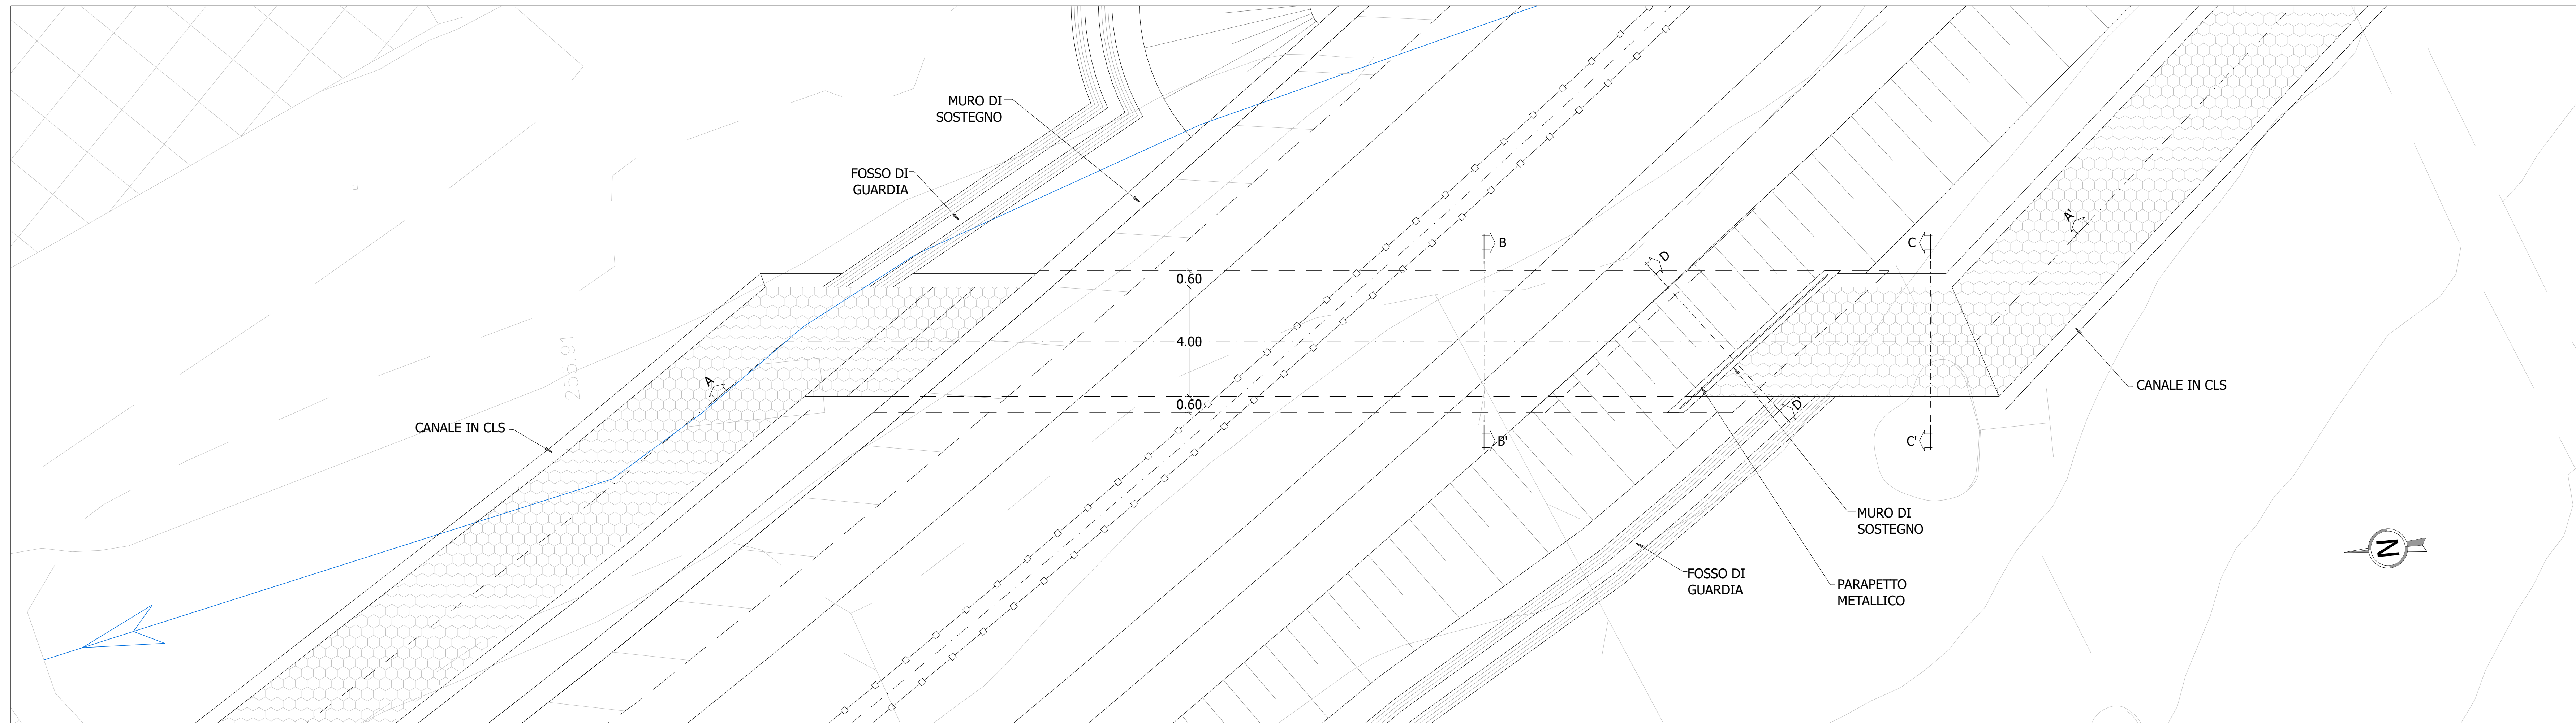 MURO DI
SOSTEGNO
FOSSO DI
GUARDIA
A'
B
C
D
0.60
4.00
255.91
A
0.60
D'
CANALE IN CLS
CANALE IN CLS
B'
C'
MURO DI
SOSTEGNO
N
FOSSO DI
GUARDIA
PARAPETTO
METALLICO